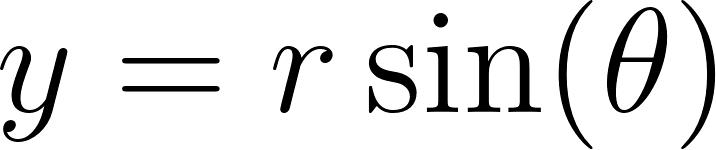 y = r sin(θ)